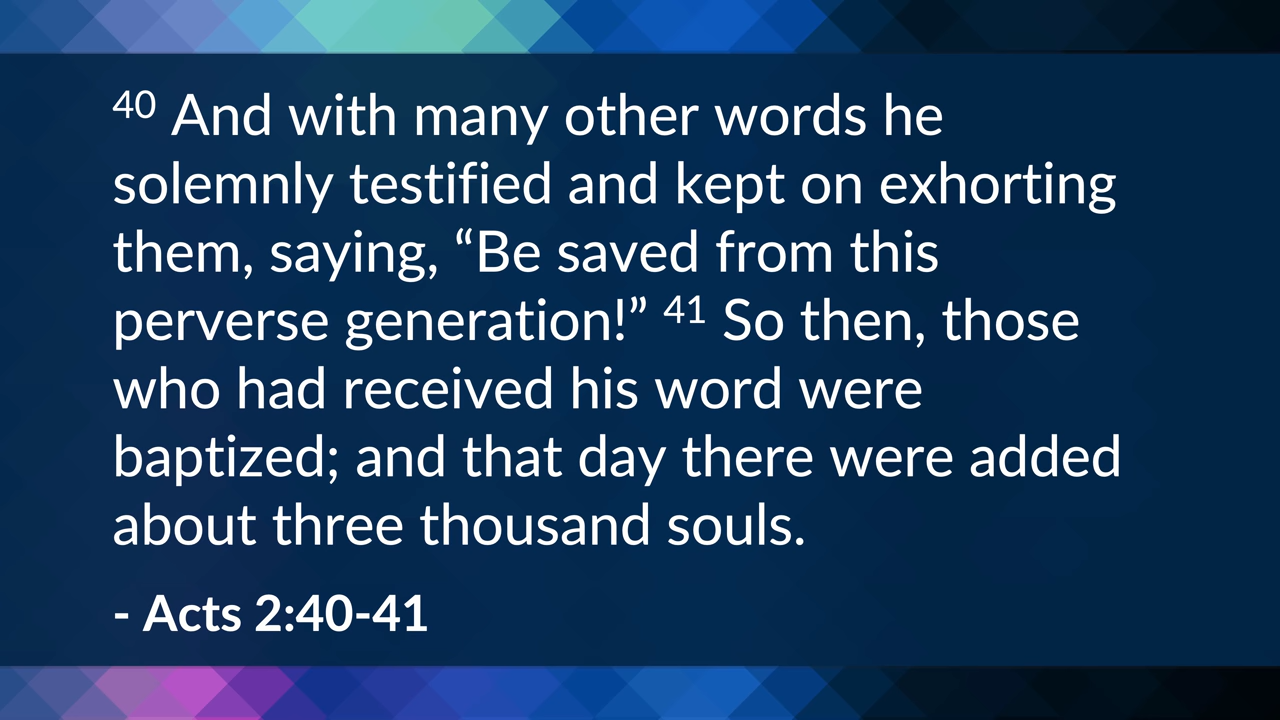 40 And with many other words he
solemnly testified and kept on exhorting
them, saying, “Be saved from this
perverse generation!” 41 So then, those
who had received his word were
baptized; and that day there were added
about three thousand souls.
- Acts 2:40-41